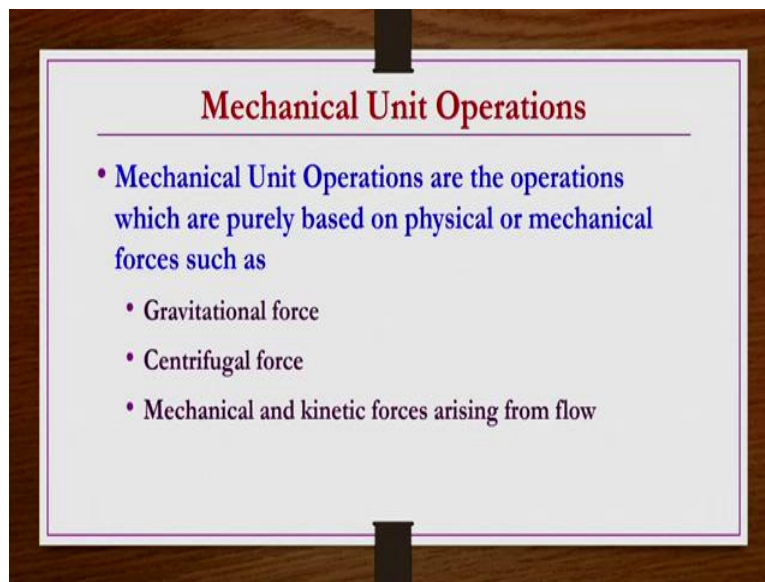 Mechanical Unit Operations
• Mechanical Unit Operations are the operations
which are purely based on physical or mechanical
forces such as
• Gravitational force
• Centrifugal force
• Mechanical and kinetic forces arising from flow